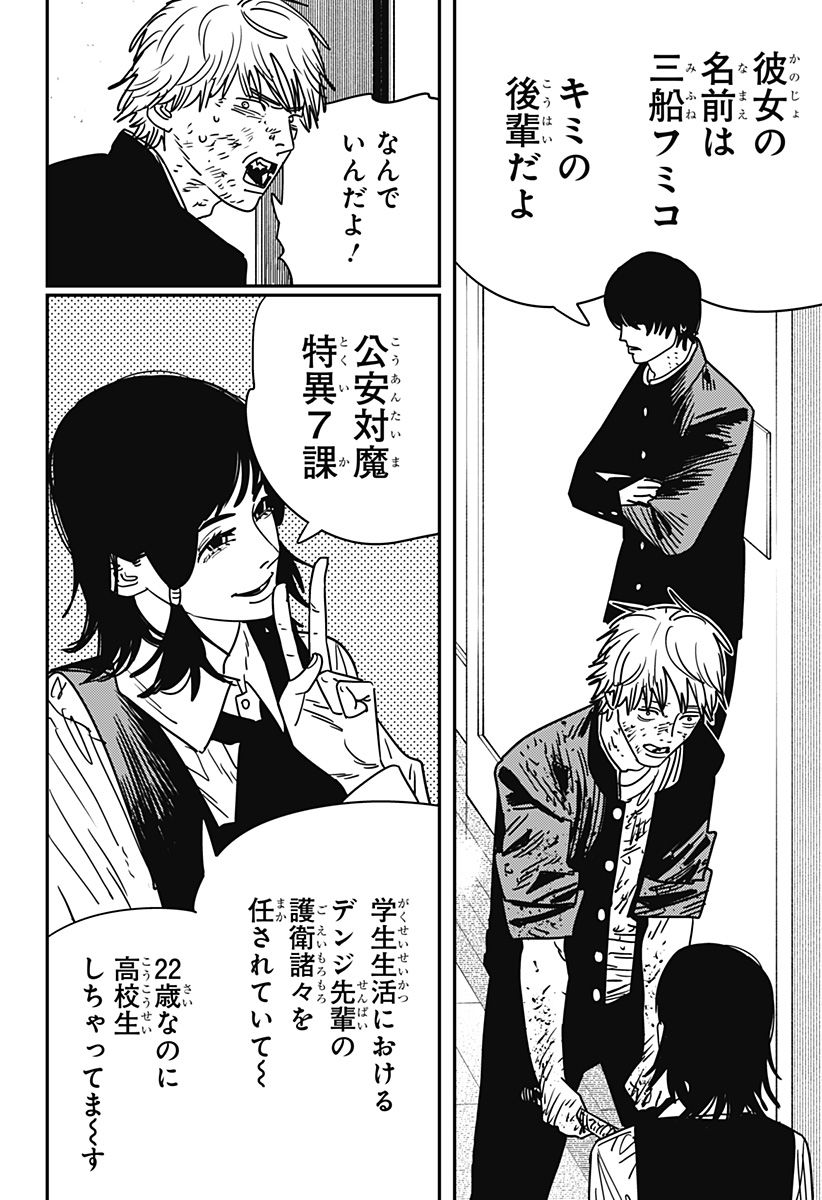 彼女の
名前は
三船フミコ
キミの
後輩だよ
なんで
いんだよ！
公安対魔
特異７課
学生生活における
デンジ先輩の
護衛諸々を
任されていて〜
22歳なのに
高校生
しちゃってま〜す